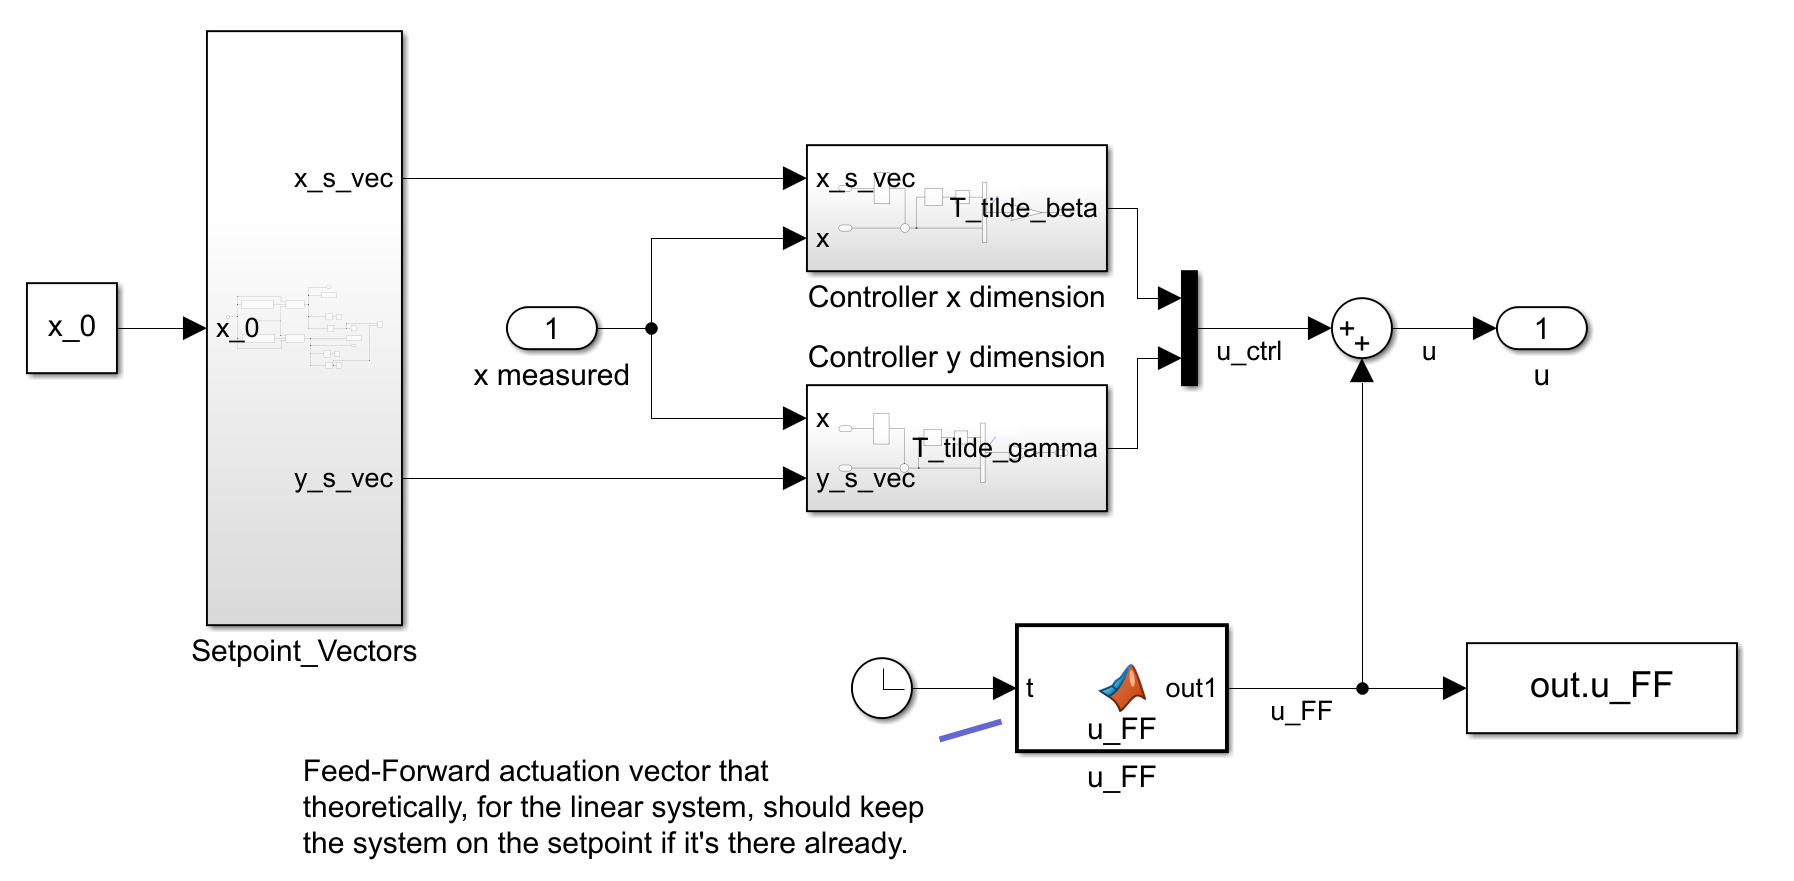 x_0
x_0
x_s_vec
y_s_vec
Setpoint_Vectors
1
x measured
x_s_vec
x
T_tilde_beta
Controller x dimension
Controller y dimension
x
y_s_vec
T_tilde_gamma
u_ctrl
+
+
u
1
u
t
out1
u_FF
u_FF
u_FF
out.u_FF
Feed-Forward actuation vector that
theoretically, for the linear system, should keep
the system on the setpoint if it's there already.